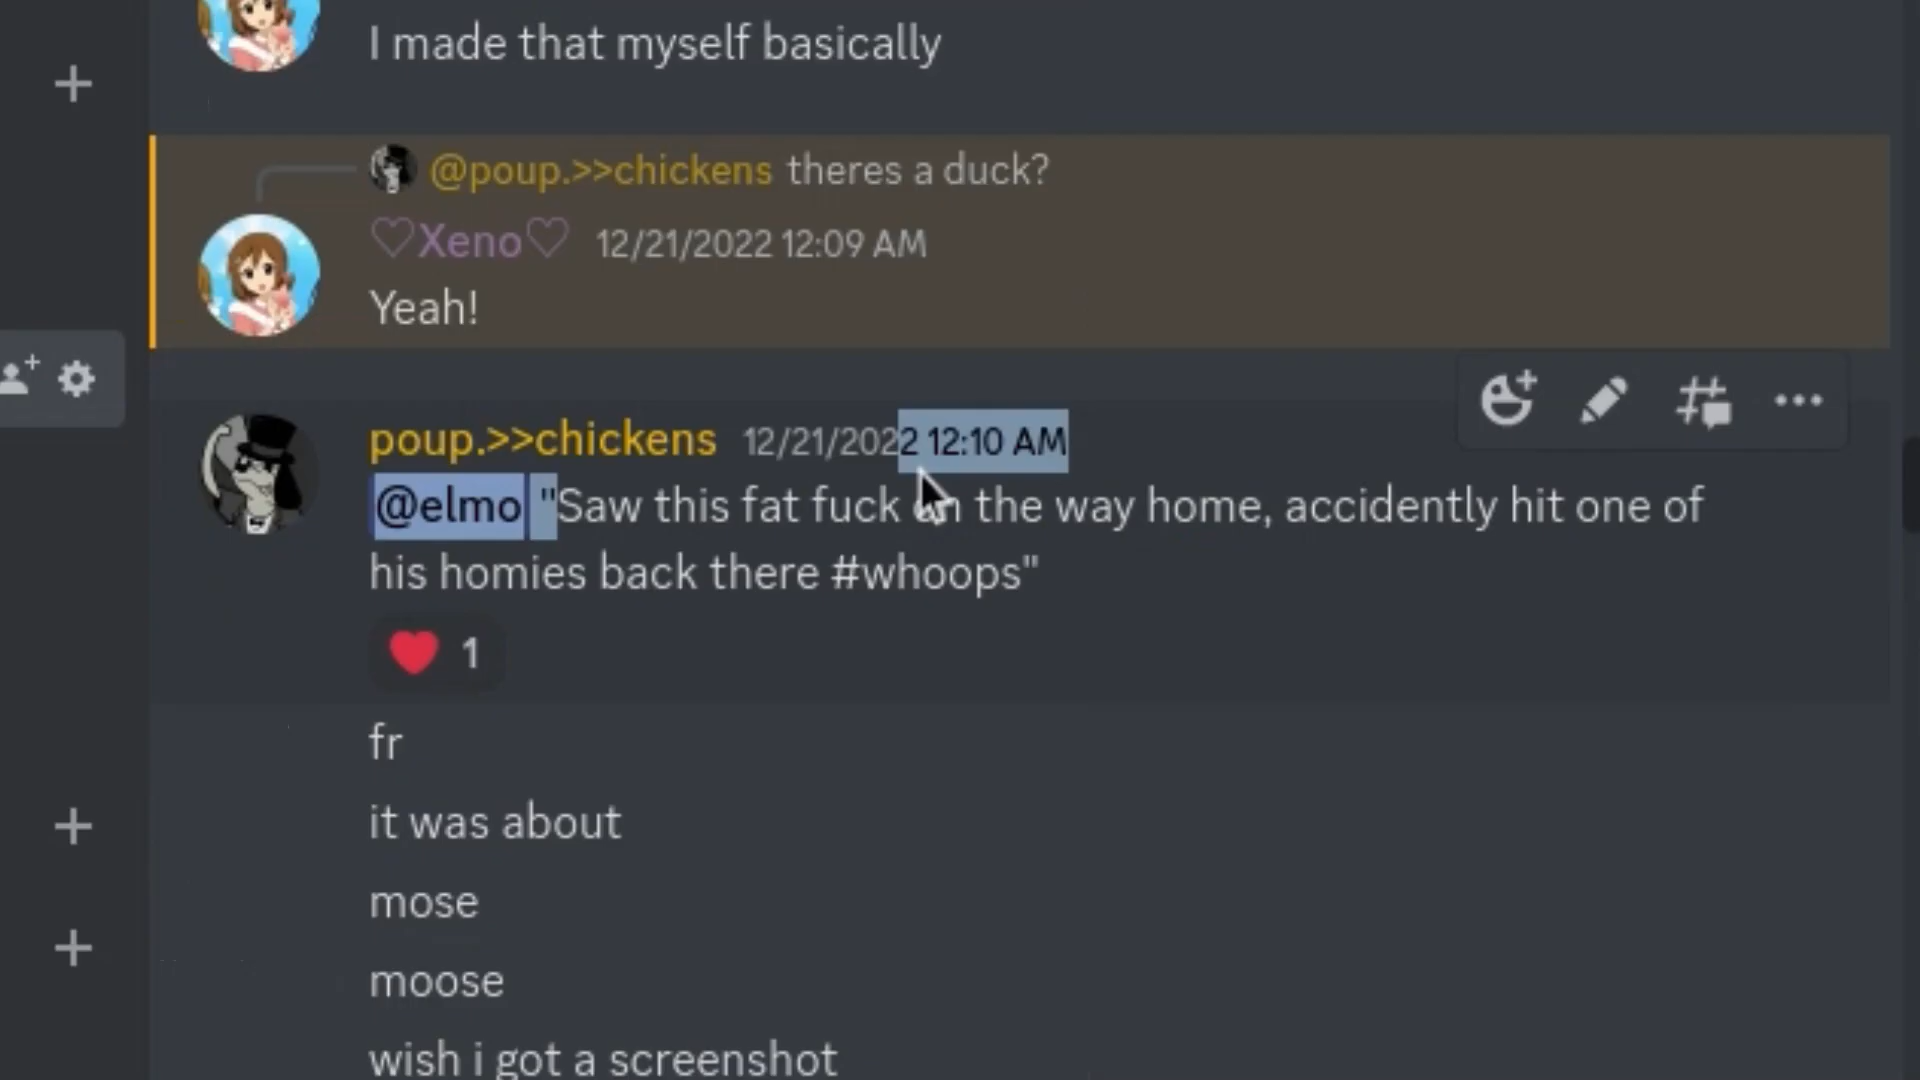 I made that myself basically
@poup.>>chickens theres a duck?
♡Xeno♡ 12/21/2022 12:09 AM
Yeah!
poup.>>chickens 12/21/2022 12:10 AM
@elmo "Saw this fat fuck on the way home, accidently hit one of
his homies back there #whoops"
1
fr
it was about
mose
moose
wish i got a screenshot